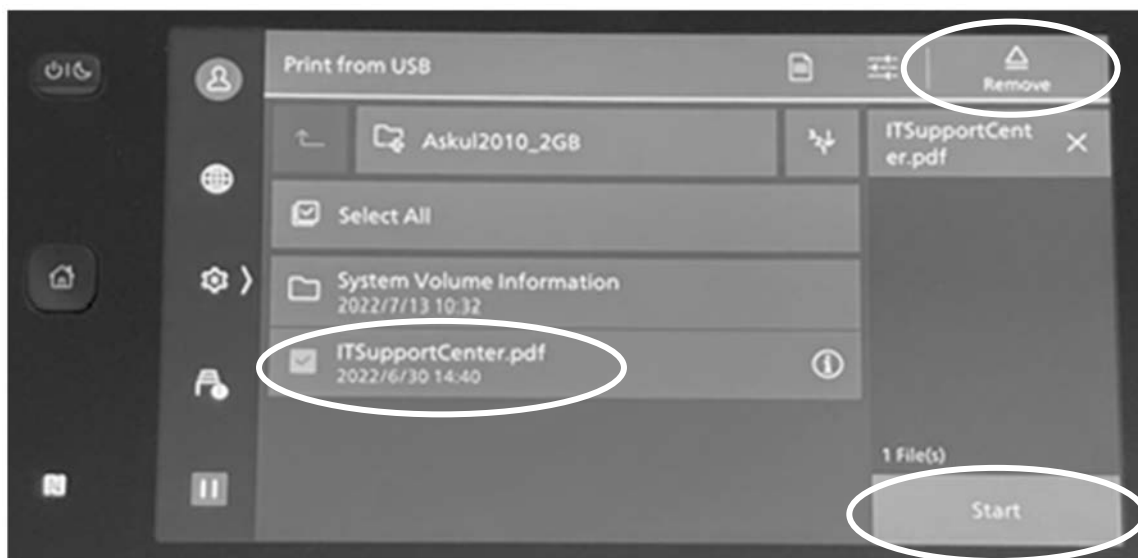 Print from USB
Remove
Askul2010_2GB
ITSupportCent
er.pdf
Select All
System Volume Information
2022/7/13 10:32
ITSupportCenter.pdf
2022/6/30 14:40
1 File(s)
Start